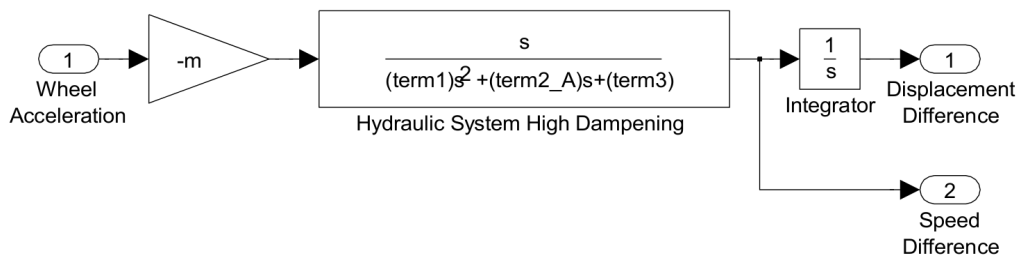 1
Wheel
Acceleration
-m
s
(term1)s2 +(term2_A)s+(term3)
Hydraulic System High Dampening
1
s
Integrator
1
Displacement
Difference
2
Speed
Difference